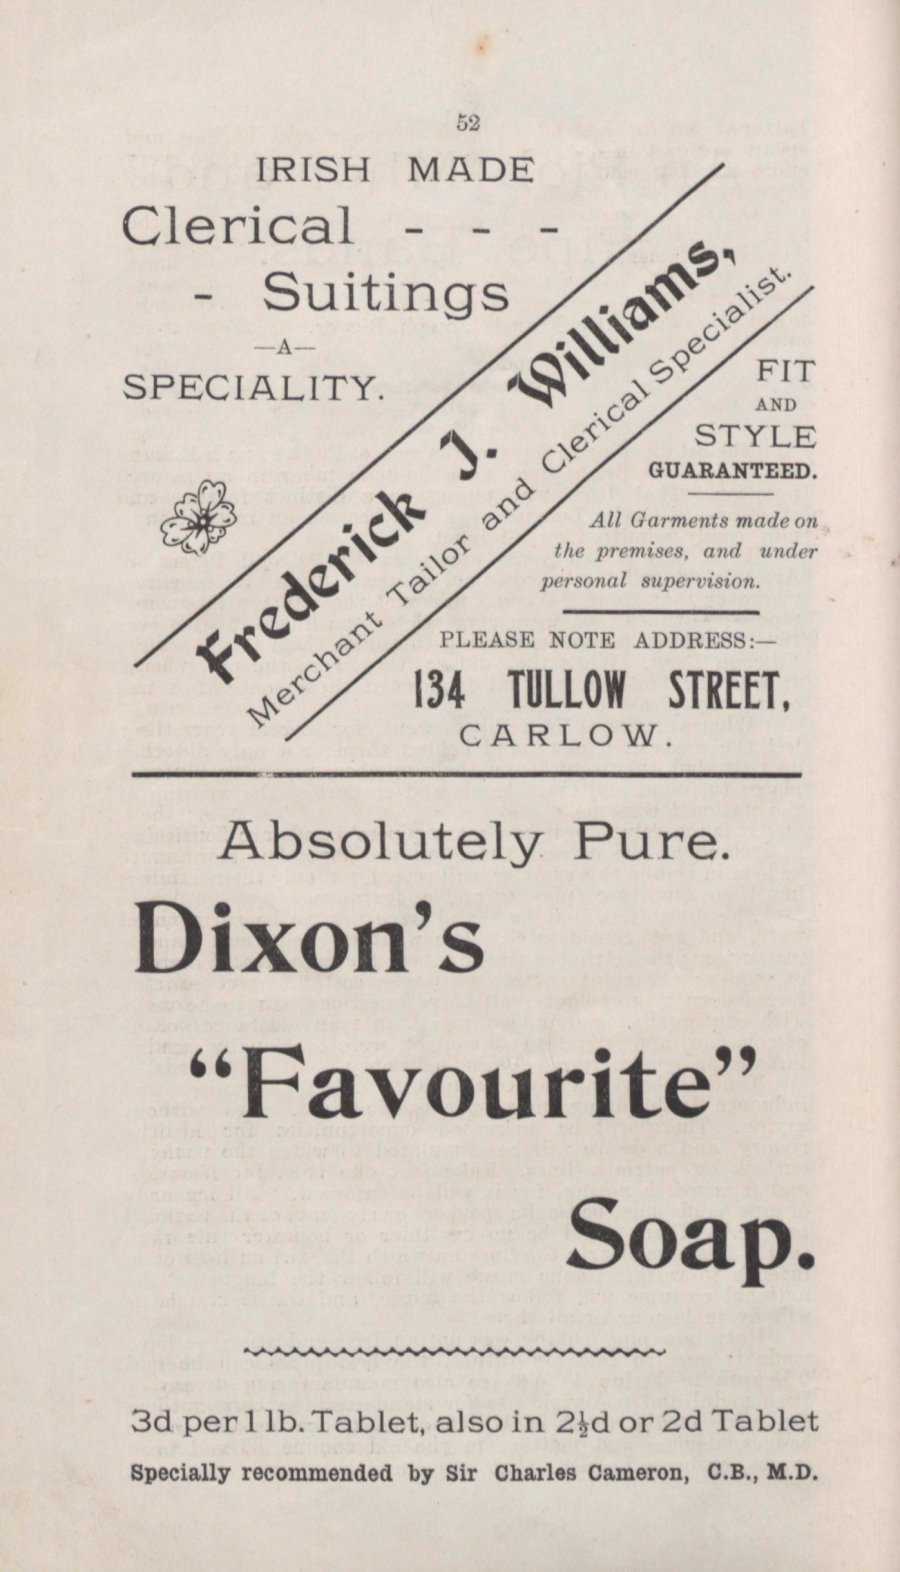 52
IRISH MADE
Clerical - - -
- Suitings
—A—
SPECIALITY.
Frederick J. Williams,
Merchant Tailor and Clerical Specialist.
FIT
AND
STYLE
GUARANTEED.
All Garments made on
the premises, and under
personal supervision.
PLEASE NOTE ADDRESS:—
134 TULLOW STREET,
CARLOW.
Absolutely Pure.
Dixon's
“Favourite”
Soap.
3d per 1 lb. Tablet, also in 2½d or 2d Tablet
Specially recommended by Sir Charles Cameron, C.B., M.D.